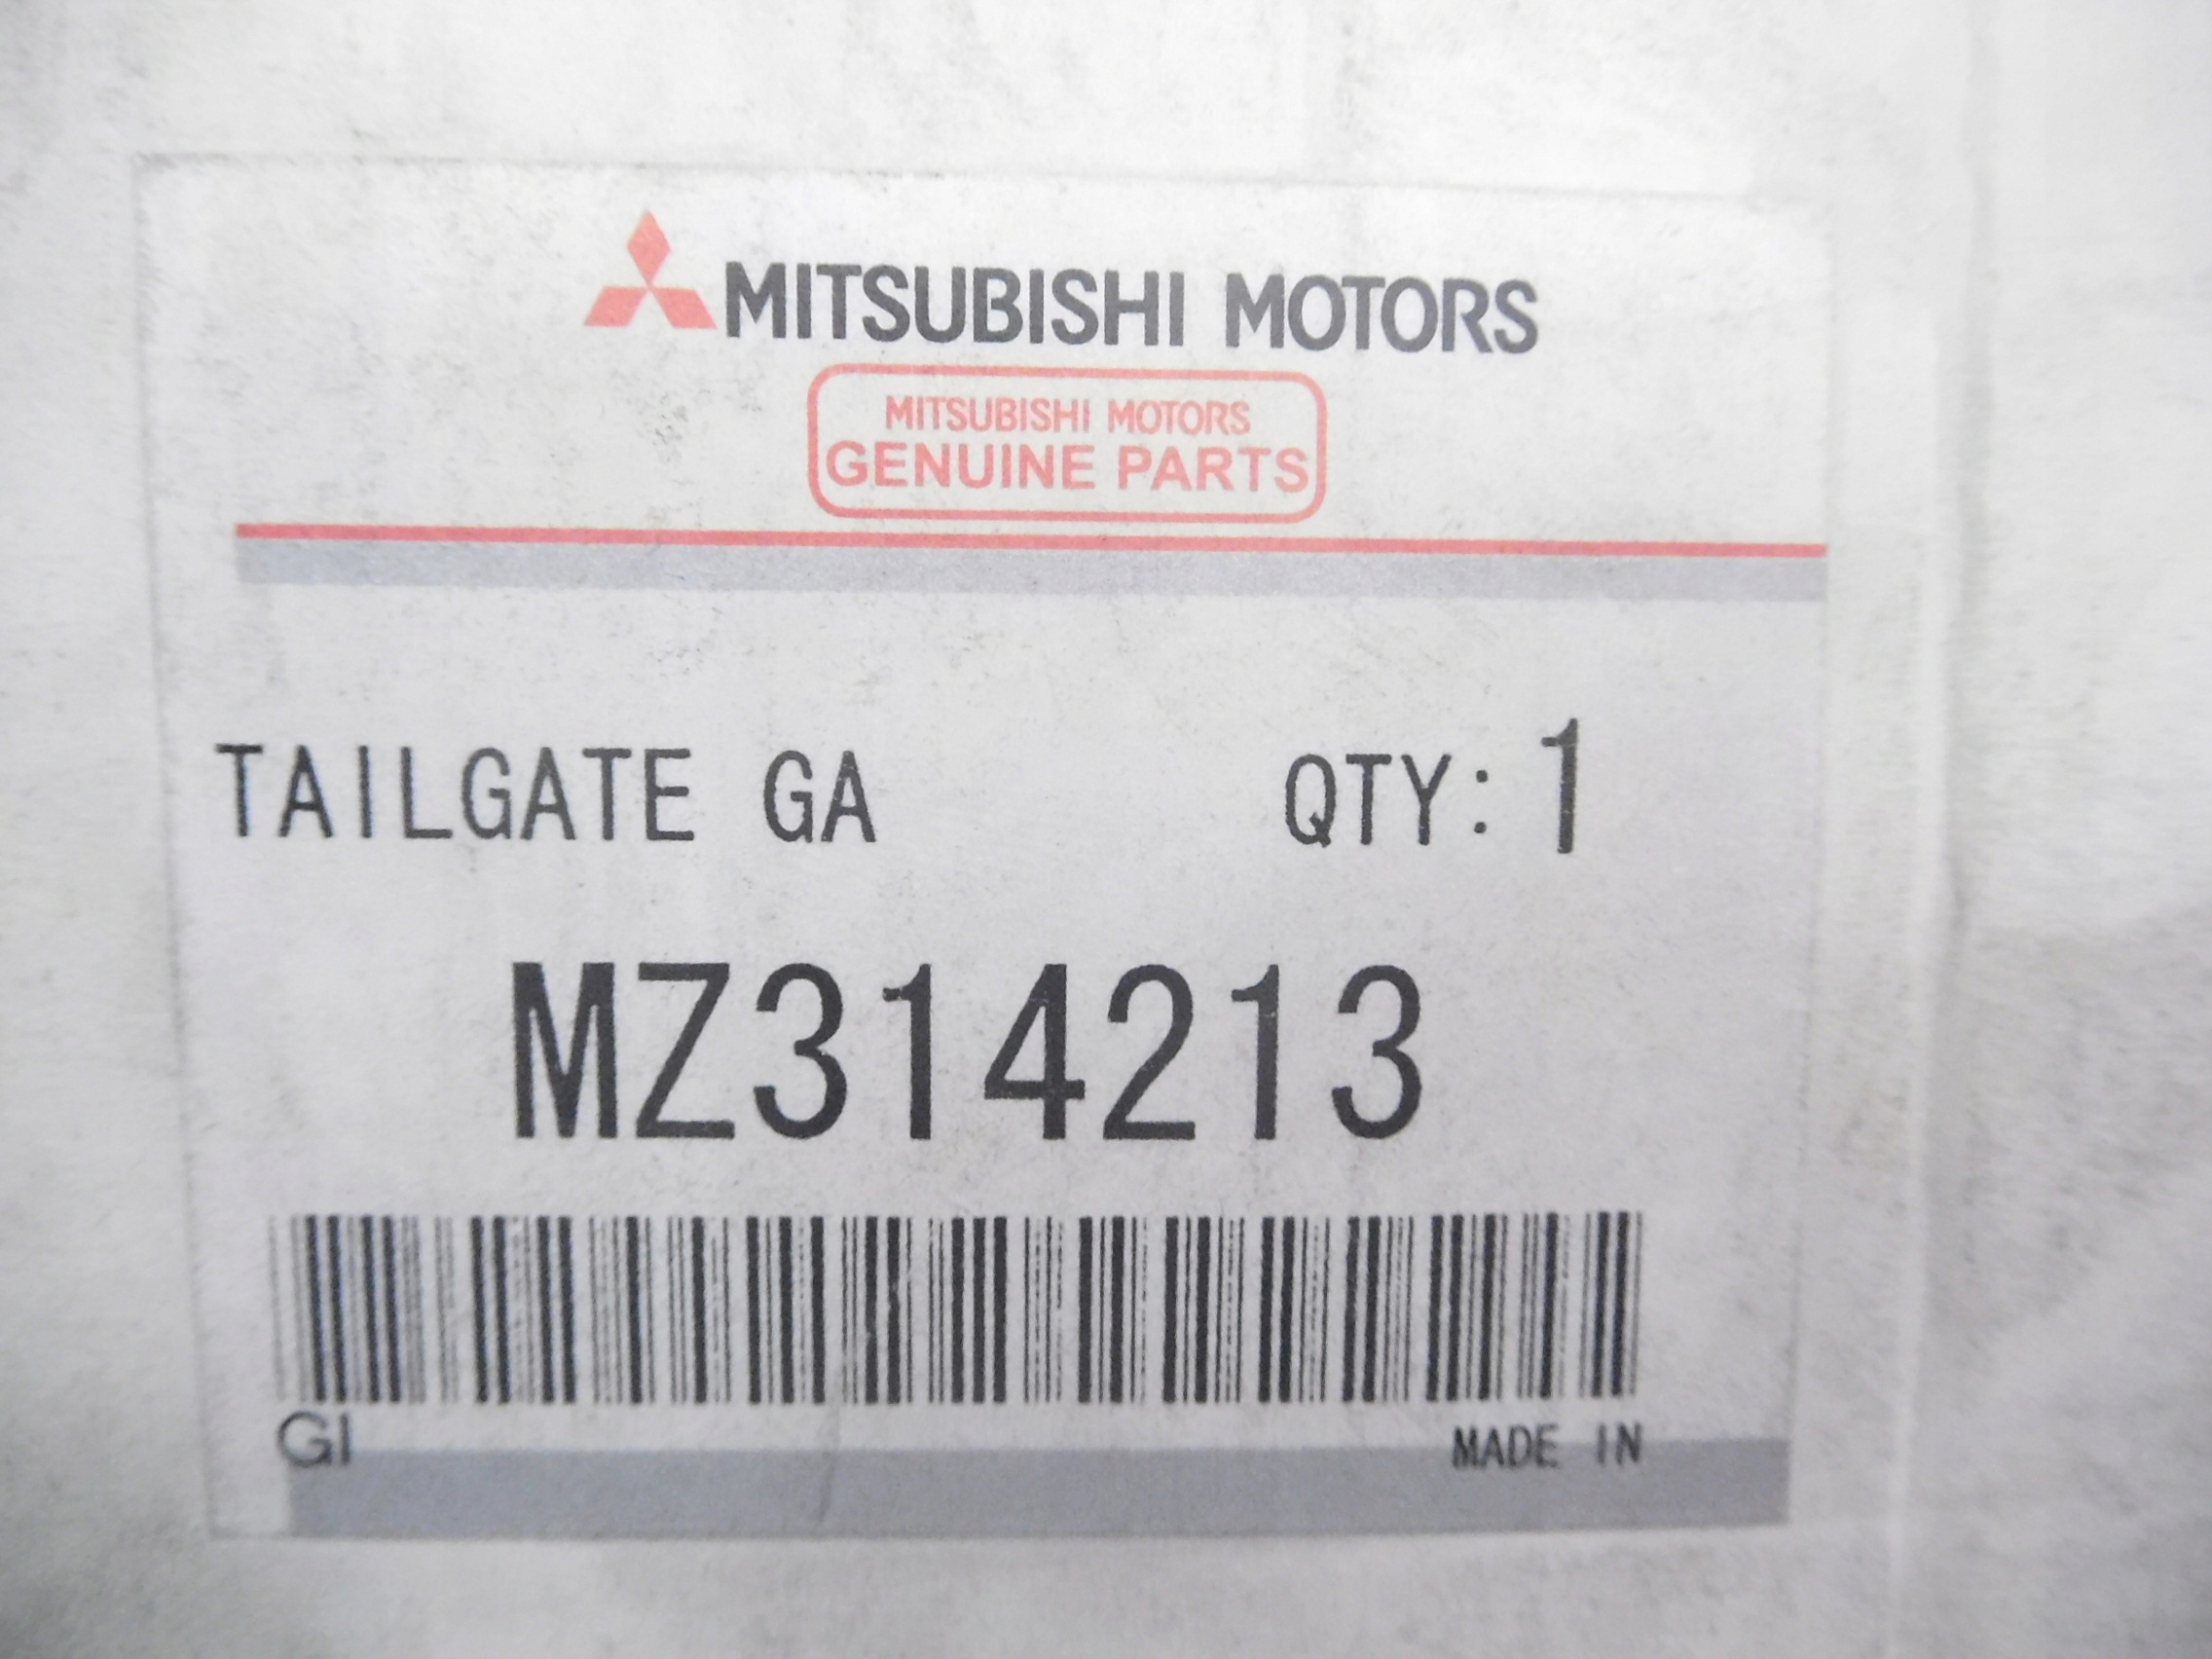 MITSUBISHI MOTORS
MITSUBISHI MOTORS
GENUINE PARTS
TAILGATE GA QTY: 1
MZ314213
GI MADE IN